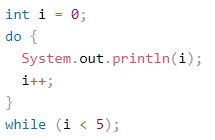 int i = 0;
do {
  System.out.println(i);
  i++;
}
while (i < 5);